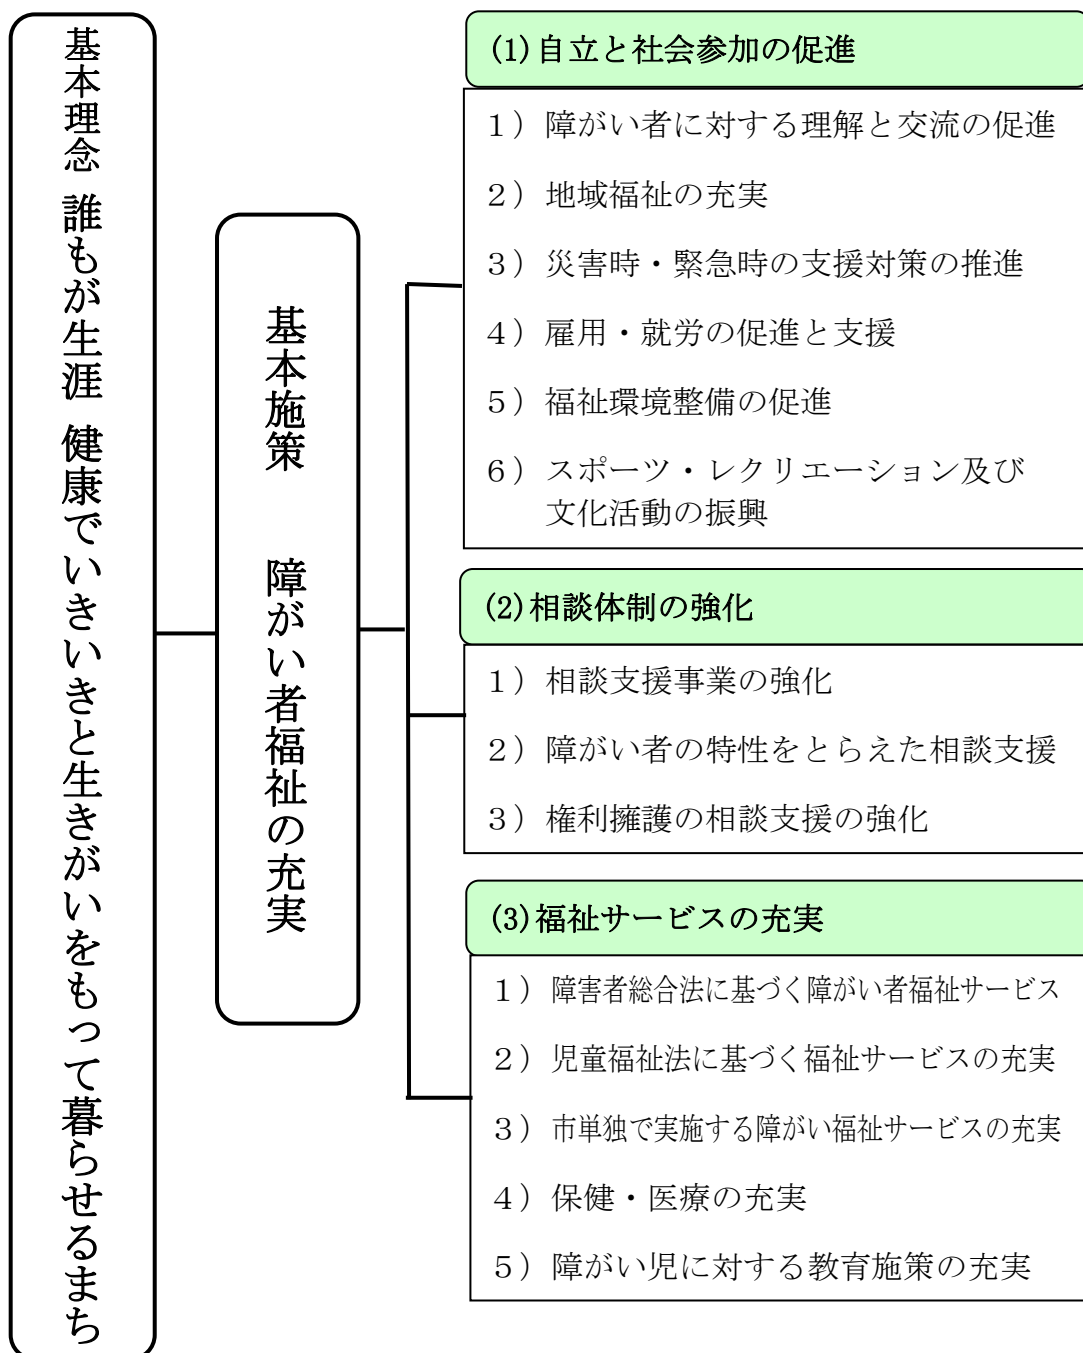 基本理念 誰もが生涯 健康でいきいきと生きがいをもって暮らせるまち
基本施策 障がい者福祉の充実
(1)自立と社会参加の促進
1）障がい者に対する理解と交流の促進
2）地域福祉の充実
3）災害時・緊急時の支援対策の推進
4）雇用・就労の促進と支援
5）福祉環境整備の促進
6）スポーツ・レクリエーション及び
文化活動の振興
(2)相談体制の強化
1）相談支援事業の強化
2）障がい者の特性をとらえた相談支援
3）権利擁護の相談支援の強化
(3)福祉サービスの充実
1）障害者総合法に基づく障がい者福祉サービス
2）児童福祉法に基づく福祉サービスの充実
3）市単独で実施する障がい福祉サービスの充実
4）保健・医療の充実
5）障がい児に対する教育施策の充実